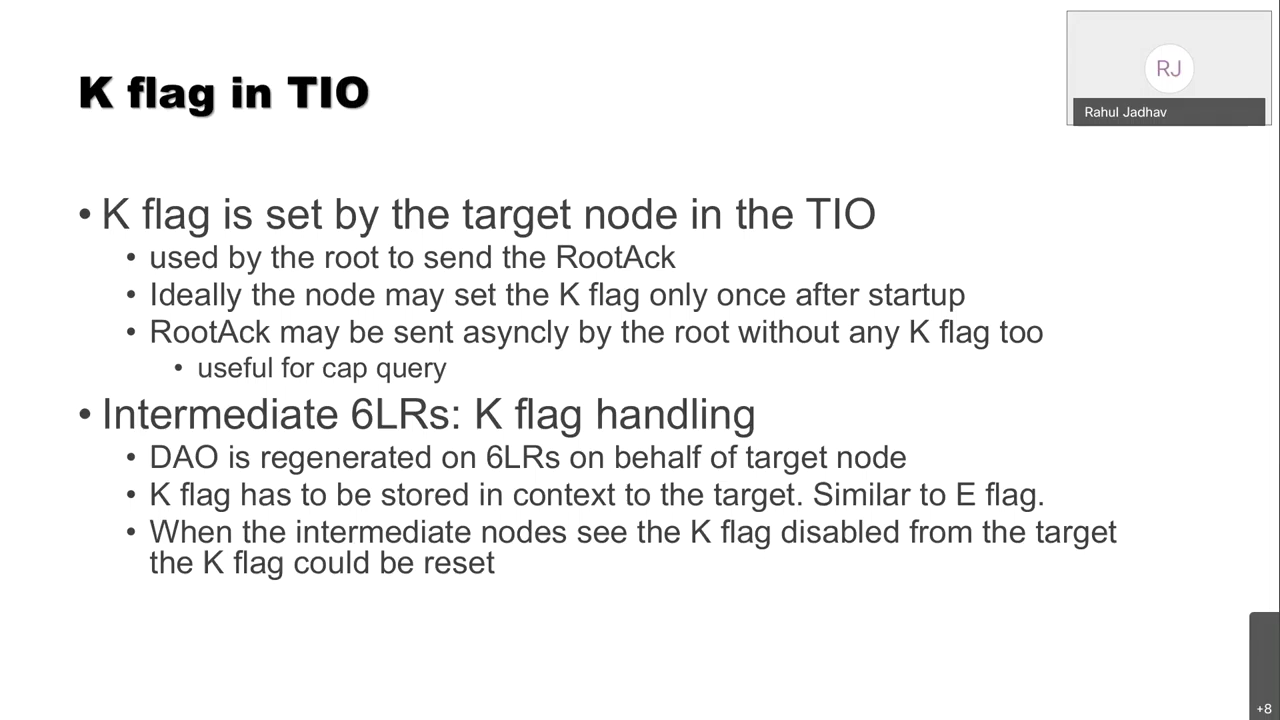 K flag in TIO
RJ
Rahul Jadhav
• K flag is set by the target node in the TIO
• used by the root to send the RootAck
• Ideally the node may set the K flag only once after startup
• RootAck may be sent asyncly by the root without any K flag too
• useful for cap query
• Intermediate 6LRs: K flag handling
• DAO is regenerated on 6LRs on behalf of target node
• K flag has to be stored in context to the target. Similar to E flag.
• When the intermediate nodes see the K flag disabled from the target
the K flag could be reset
+8